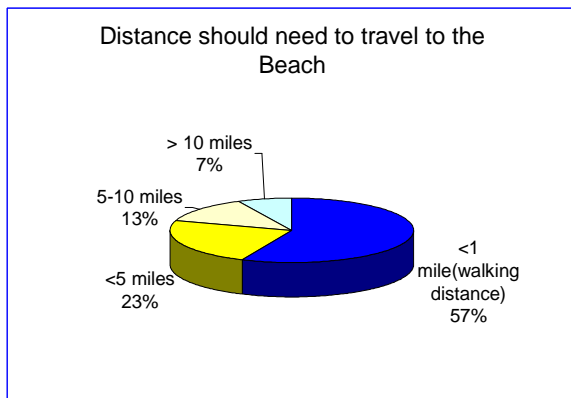 Distance should need to travel to the
Beach
> 10 miles
7%
5-10 miles
13%
<5 miles
23%
<1
mile(walking
distance)
57%